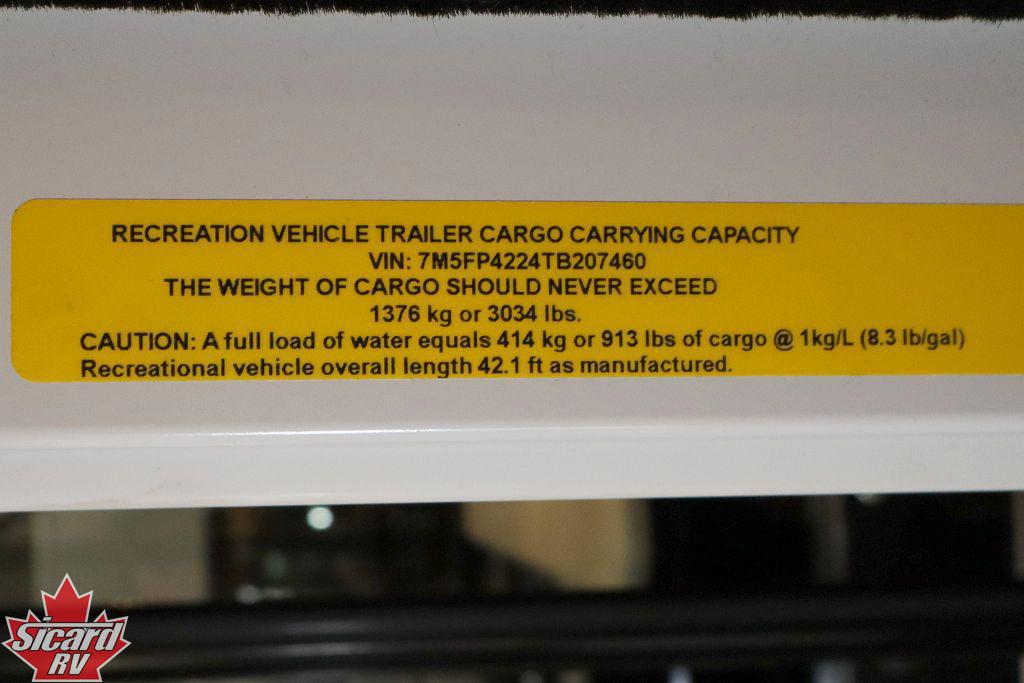 RECREATION VEHICLE TRAILER CARGO CARRYING CAPACITY
VIN: 7M5FP4224TB207460
THE WEIGHT OF CARGO SHOULD NEVER EXCEED
1376 kg or 3034 lbs.
CAUTION: A full load of water equals 414 kg or 913 lbs of cargo @ 1kg/L (8.3 lb/gal)
Recreational vehicle overall length 42.1 ft as manufactured.
Sicard
RV